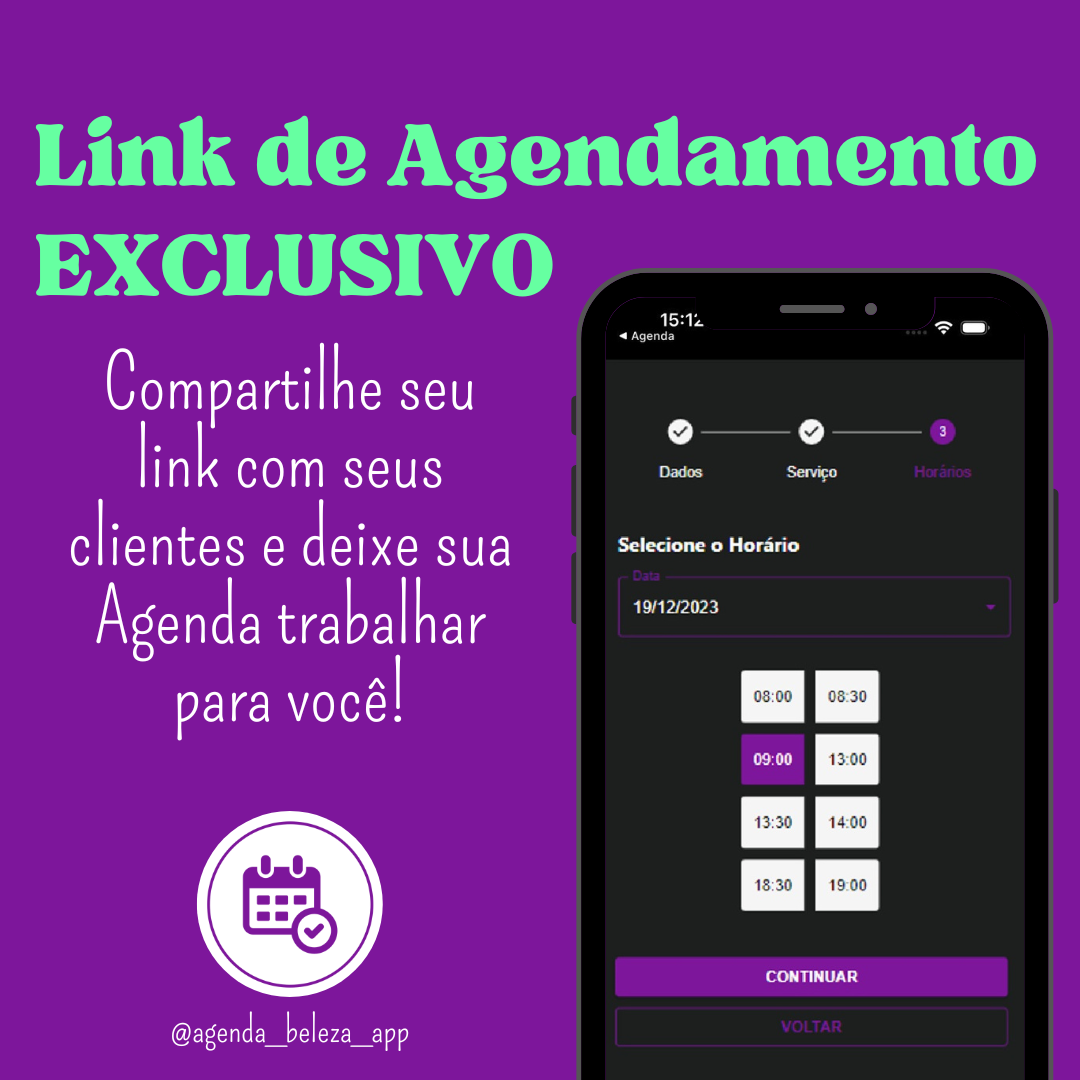 Link de Agendamento
EXCLUSIVO
Compartilhe seu
link com seus
clientes e deixe sua
Agenda trabalhar
para você!
@agenda__beleza__app
15:12
◀ Agenda
3
Dados Serviço Horários
Selecione o Horário
Data
19/12/2023
08:00 08:30
09:00 13:00
13:30 14:00
18:30 19:00
CONTINUAR
VOLTAR